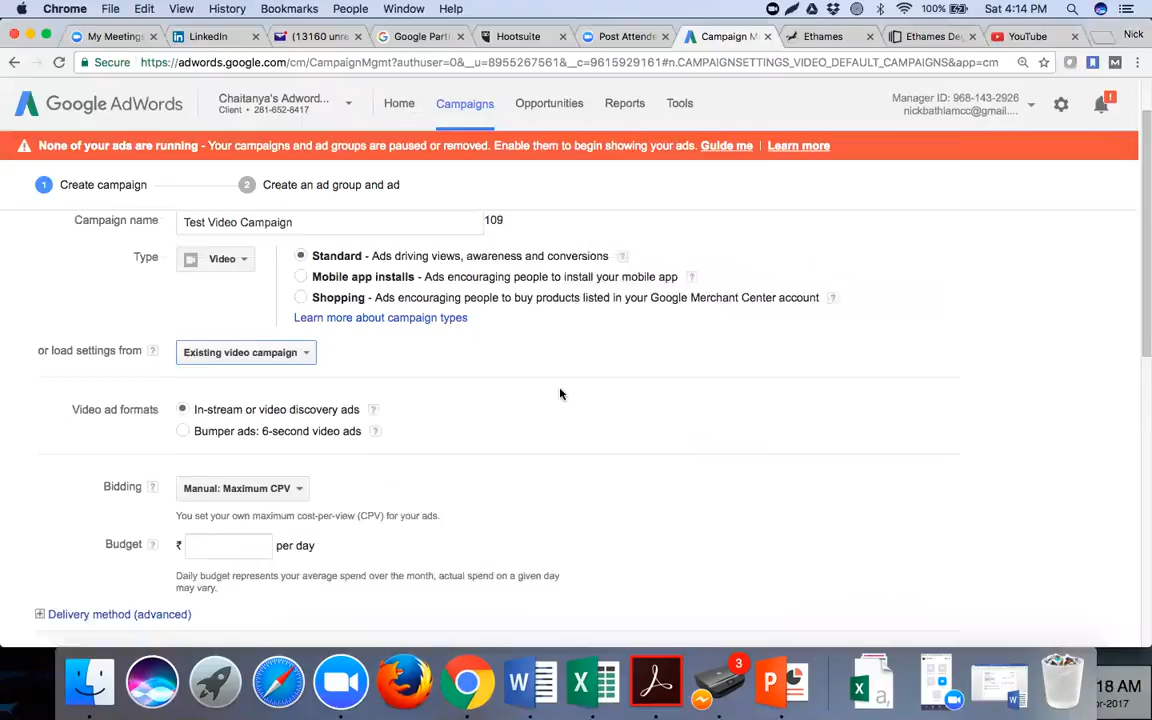 Chrome File Edit View History Bookmarks People Window Help 100% Sat 4:14 PM
My Meeting LinkedIn (13160 unre Google Part Hootsuite Post Attende Campaign M Ethames Ethames De YouTube Nick
Secure https://adwords.google.com/cm/CampaignMgmt?authuser=0&__u=8955267561&__c=9615929161#n.CAMPAIGNSETTINGS_VIDEO_DEFAULT_CAMPAIGNS&app=cm
Google AdWords Chaitanya's Adword... Home Campaigns Opportunities Reports Tools Manager ID: 968-143-2926
Client • 281-652-8417 nickbathlamcc@gmail....
None of your ads are running - Your campaigns and ad groups are paused or removed. Enable them to begin showing your ads. Guide me | Learn more
1 Create campaign 2 Create an ad group and ad
Campaign name Test Video Campaign 109
Type Video Standard - Ads driving views, awareness and conversions ?
Mobile app installs - Ads encouraging people to install your mobile app ?
Shopping - Ads encouraging people to buy products listed in your Google Merchant Center account ?
Learn more about campaign types
or load settings from ? Existing video campaign
Video ad formats In-stream or video discovery ads ?
Bumper ads: 6-second video ads ?
Bidding ? Manual: Maximum CPV
You set your own maximum cost-per-view (CPV) for your ads.
Budget ? ₹ per day
Daily budget represents your average spend over the month, actual spend on a given day
may vary.
Delivery method (advanced)
3
W X P X a, W
18 AM
r-2017